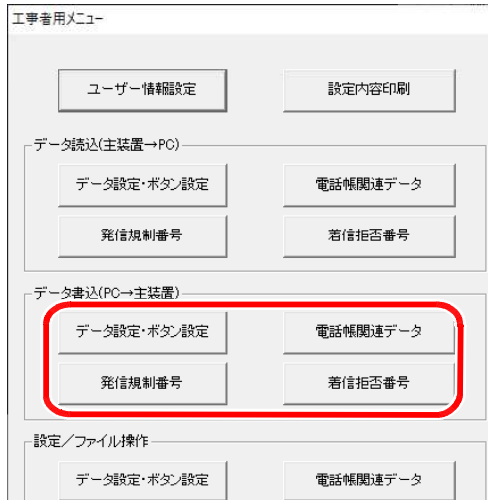 工事者用メニュー
ユーザー情報設定 設定内容印刷
データ読込(主装置→PC)
データ設定・ボタン設定 電話帳関連データ
発信規制番号 着信拒否番号
データ書込(PC→主装置)
データ設定・ボタン設定 電話帳関連データ
発信規制番号 着信拒否番号
設定／ファイル操作
データ設定・ボタン設定 電話帳関連データ